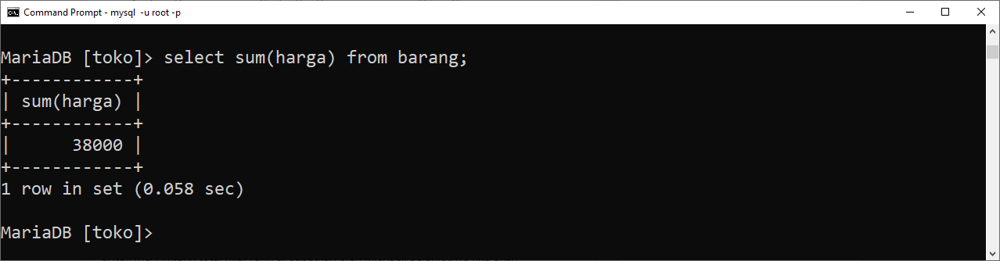 Command Prompt - mysql  -u root -p
MariaDB [toko]> select sum(harga) from barang;
+------------+
| sum(harga) |
+------------+
|      38000 |
+------------+
1 row in set (0.058 sec)
MariaDB [toko]>